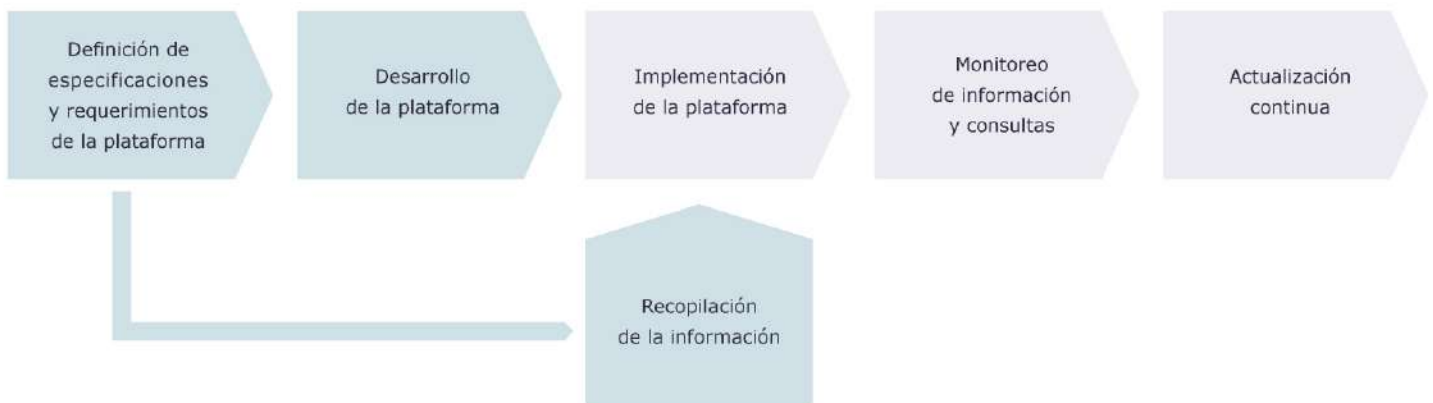 Definición de
especificaciones
y requerimientos
de la plataforma
Desarrollo
de la plataforma
Implementación
de la plataforma
Monitoreo
de información
y consultas
Actualización
continua
Recopilación
de la información